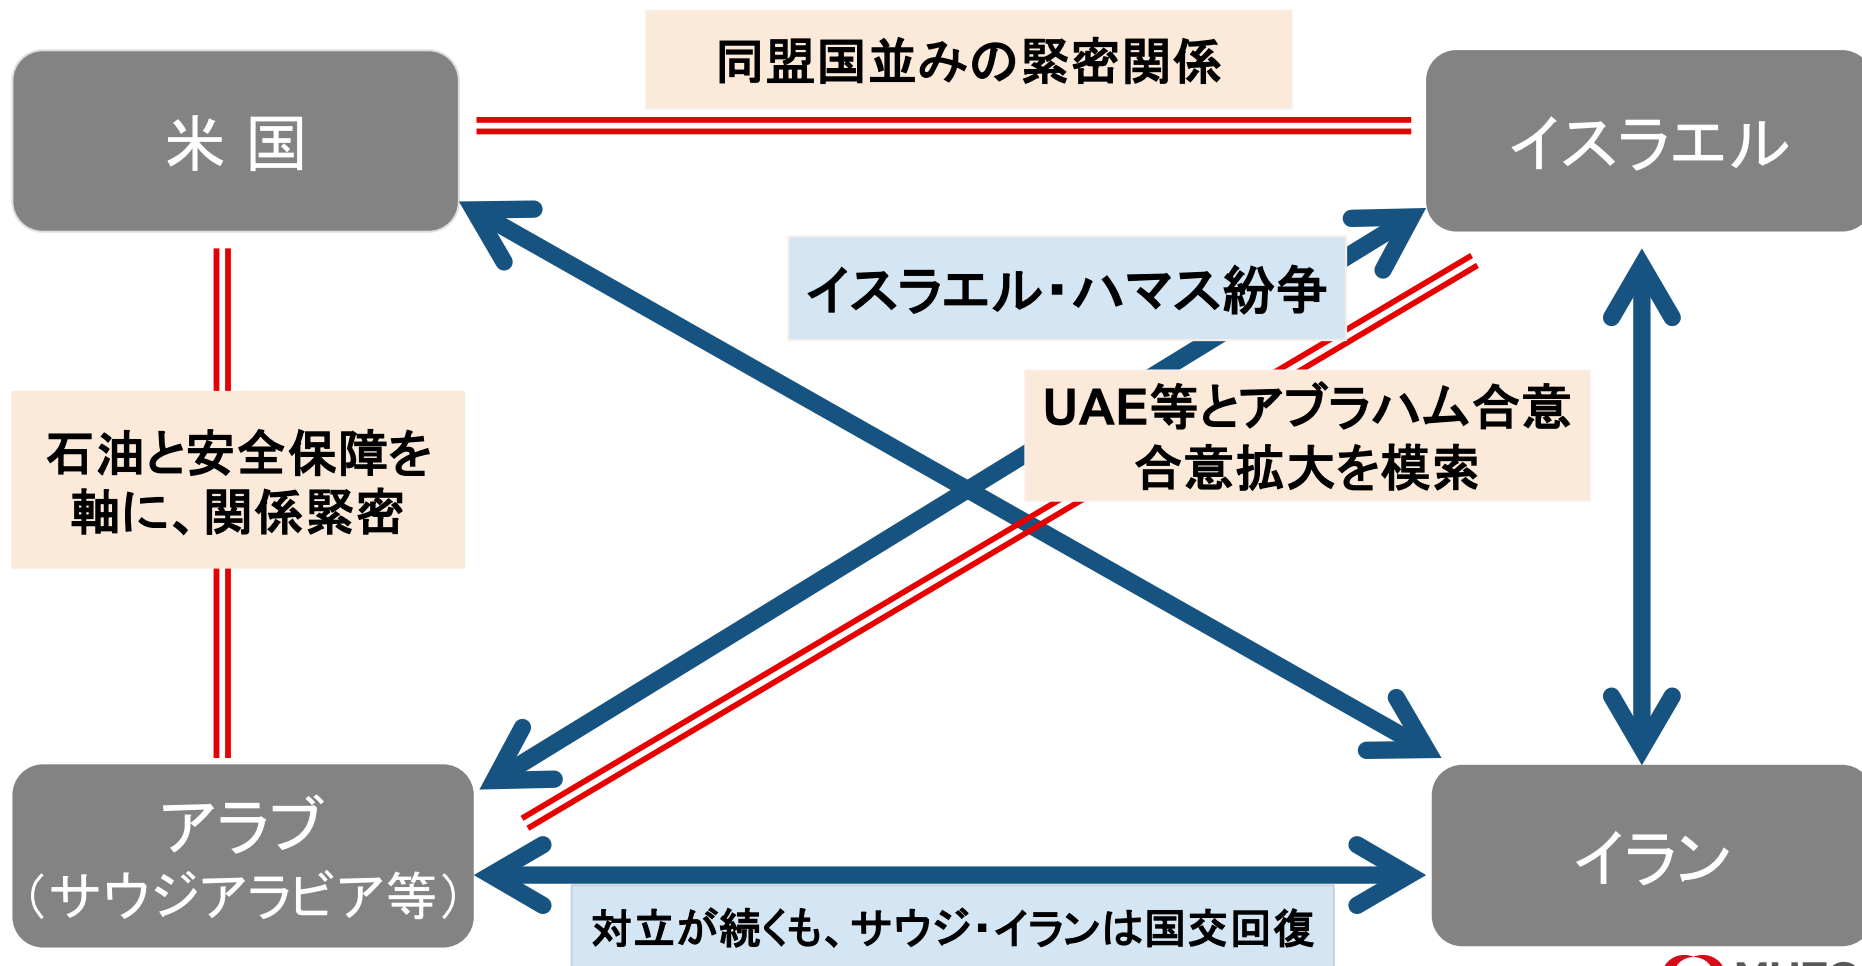 同盟国並みの緊密関係
米 国
イスラエル
イスラエル・ハマス紛争
UAE等とアブラハム合意
合意拡大を模索
石油と安全保障を
軸に、関係緊密
アラブ
（サウジアラビア等）
イラン
対立が続くも、サウジ・イランは国交回復